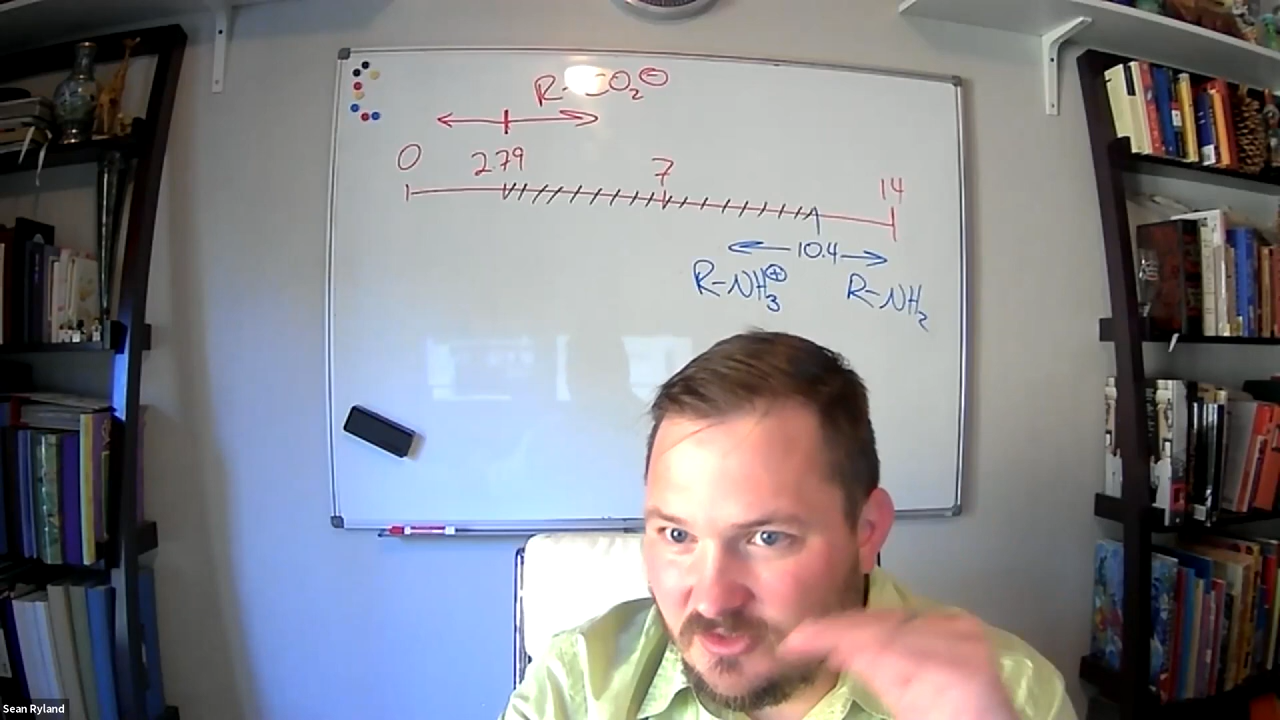 R-CO₂⊖
0 2.79 7 14
10.4
R-NH₃⊕ R-NH₂
Sean Ryland